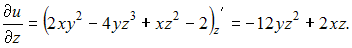 ∂u/∂z = (2xy² − 4yz³ + xz² − 2)′_z = −12yz² + 2xz.